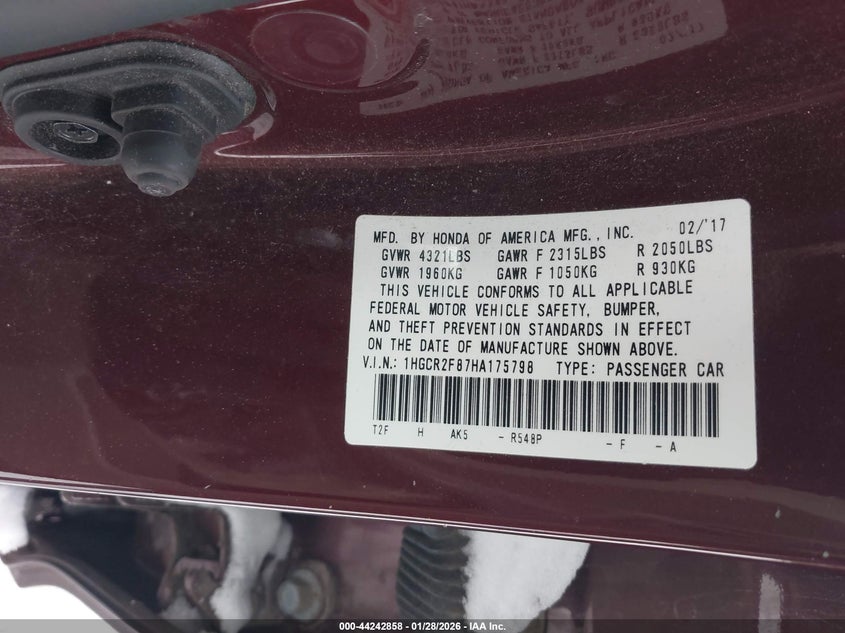 MFD. BY HONDA OF AMERICA MFG., INC. 02/'17
GVWR 4321LBS GAWR F 2315LBS R 2050LBS
GVWR 1960KG GAWR F 1050KG R 930KG
THIS VEHICLE CONFORMS TO ALL APPLICABLE
FEDERAL MOTOR VEHICLE SAFETY, BUMPER,
AND THEFT PREVENTION STANDARDS IN EFFECT
ON THE DATE OF MANUFACTURE SHOWN ABOVE.
V.I.N.: 1HGCR2F87HA175798 TYPE: PASSENGER CAR
T2F H AK5 - R548P - F - A
000-44242858 | 01/28/2026 | IAA Inc.